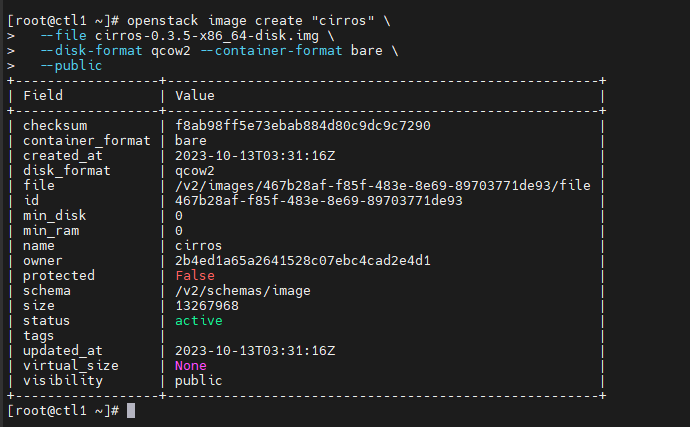 [root@ctl1 ~]# openstack image create "cirros" \
>   --file cirros-0.3.5-x86_64-disk.img \
>   --disk-format qcow2 --container-format bare \
>   --public
+------------------+------------------------------------------------------+
| Field            | Value                                                |
+------------------+------------------------------------------------------+
| checksum         | f8ab98ff5e73ebab884d80c9dc9c7290                     |
| container_format | bare                                                 |
| created_at       | 2023-10-13T03:31:16Z                                 |
| disk_format      | qcow2                                                |
| file             | /v2/images/467b28af-f85f-483e-8e69-89703771de93/file |
| id               | 467b28af-f85f-483e-8e69-89703771de93                 |
| min_disk         | 0                                                    |
| min_ram          | 0                                                    |
| name             | cirros                                               |
| owner            | 2b4ed1a65a2641528c07ebc4cad2e4d1                     |
| protected        | False                                                |
| schema           | /v2/schemas/image                                    |
| size             | 13267968                                             |
| status           | active                                               |
| tags             |                                                      |
| updated_at       | 2023-10-13T03:31:16Z                                 |
| virtual_size     | None                                                 |
| visibility       | public                                               |
+------------------+------------------------------------------------------+
[root@ctl1 ~]#